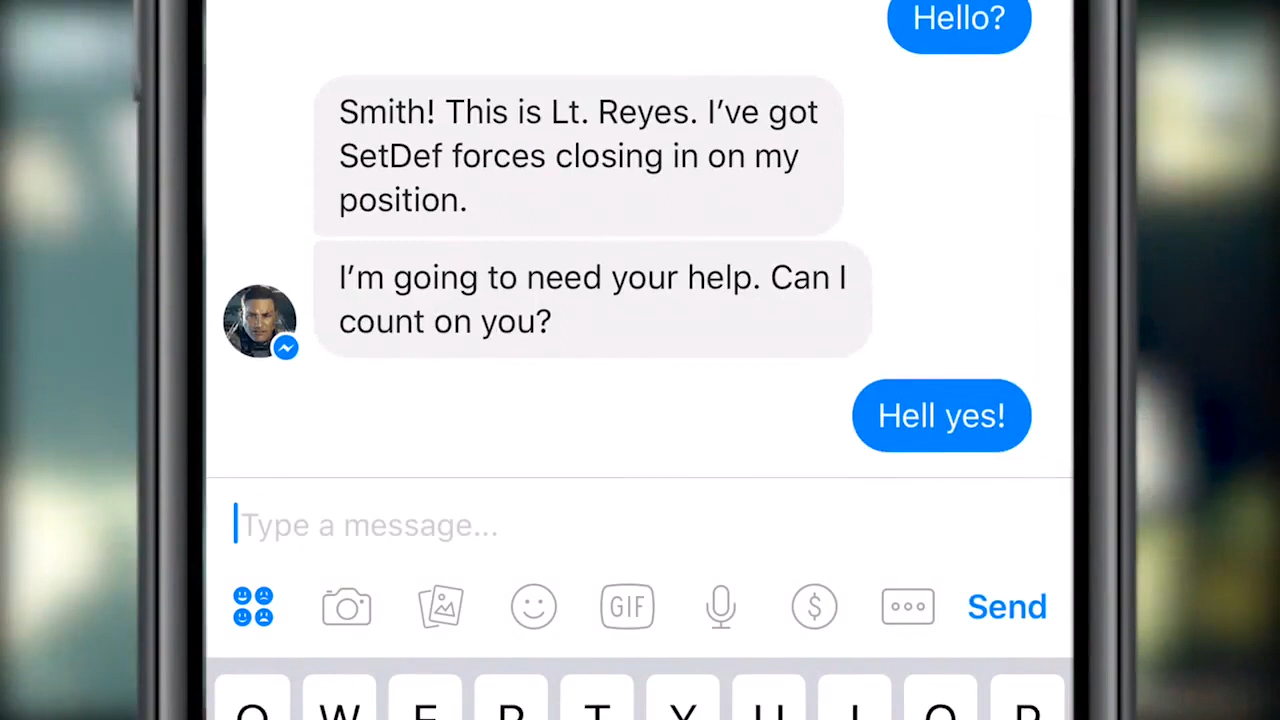 Hello?
Smith! This is Lt. Reyes. I’ve got
SetDef forces closing in on my
position.
I’m going to need your help. Can I
count on you?
Hell yes!
Type a message...
GIF
$
Send
Q W E R T Y U I O P